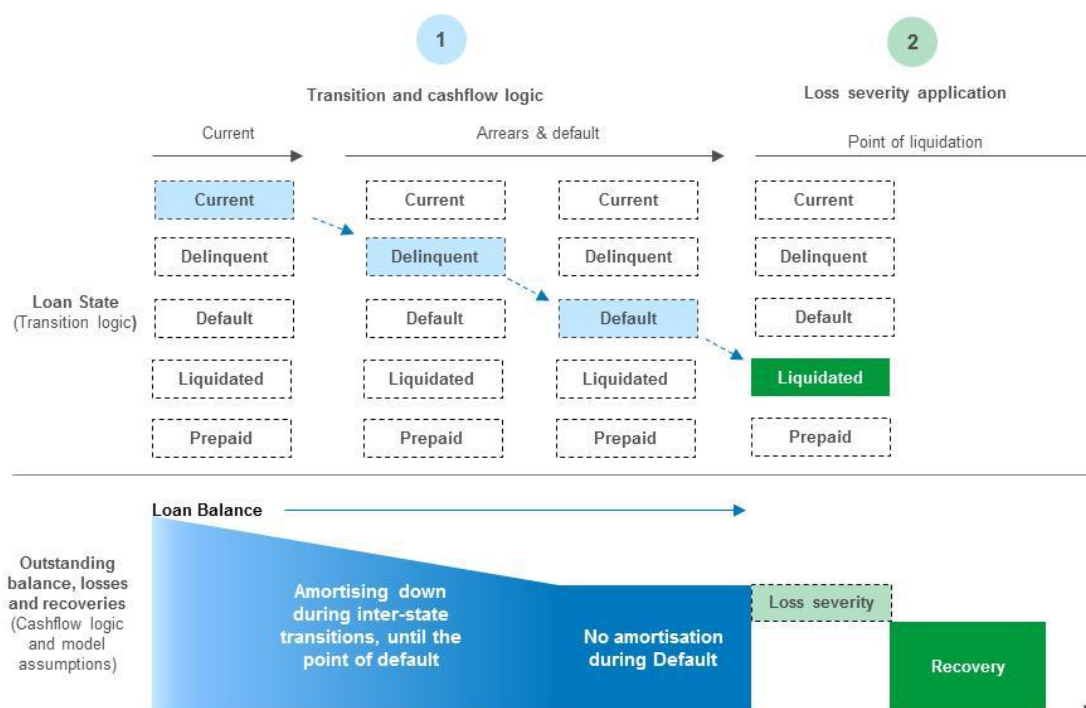 1
2
Transition and cashflow logic
Loss severity application
Current
Arrears & default
Point of liquidation
Current
Current
Current
Current
Delinquent
Delinquent
Delinquent
Delinquent
Loan State
(Transition logic)
Default
Default
Default
Default
Liquidated
Liquidated
Liquidated
Liquidated
Prepaid
Prepaid
Prepaid
Prepaid
Loan Balance
Outstanding
balance, losses
and recoveries
(Cashflow logic
and model
assumptions)
Amortising down
during inter-state
transitions, until the
point of default
No amortisation
during Default
Loss severity
Recovery